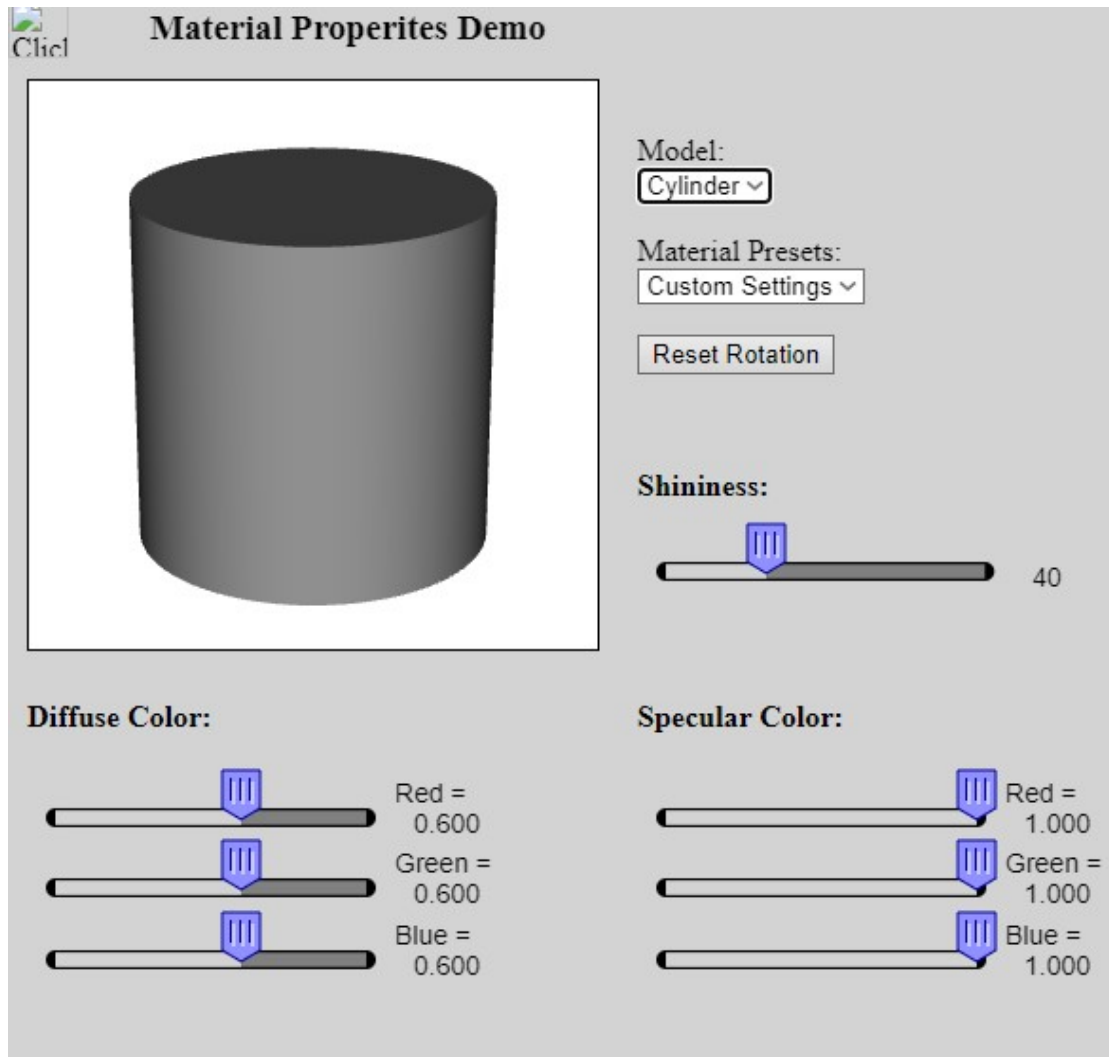 Clicl
Material Properites Demo
Model:
Cylinder
Material Presets:
Custom Settings
Reset Rotation
Shininess:
40
Diffuse Color:
Red =
0.600
Green =
0.600
Blue =
0.600
Specular Color:
Red =
1.000
Green =
1.000
Blue =
1.000